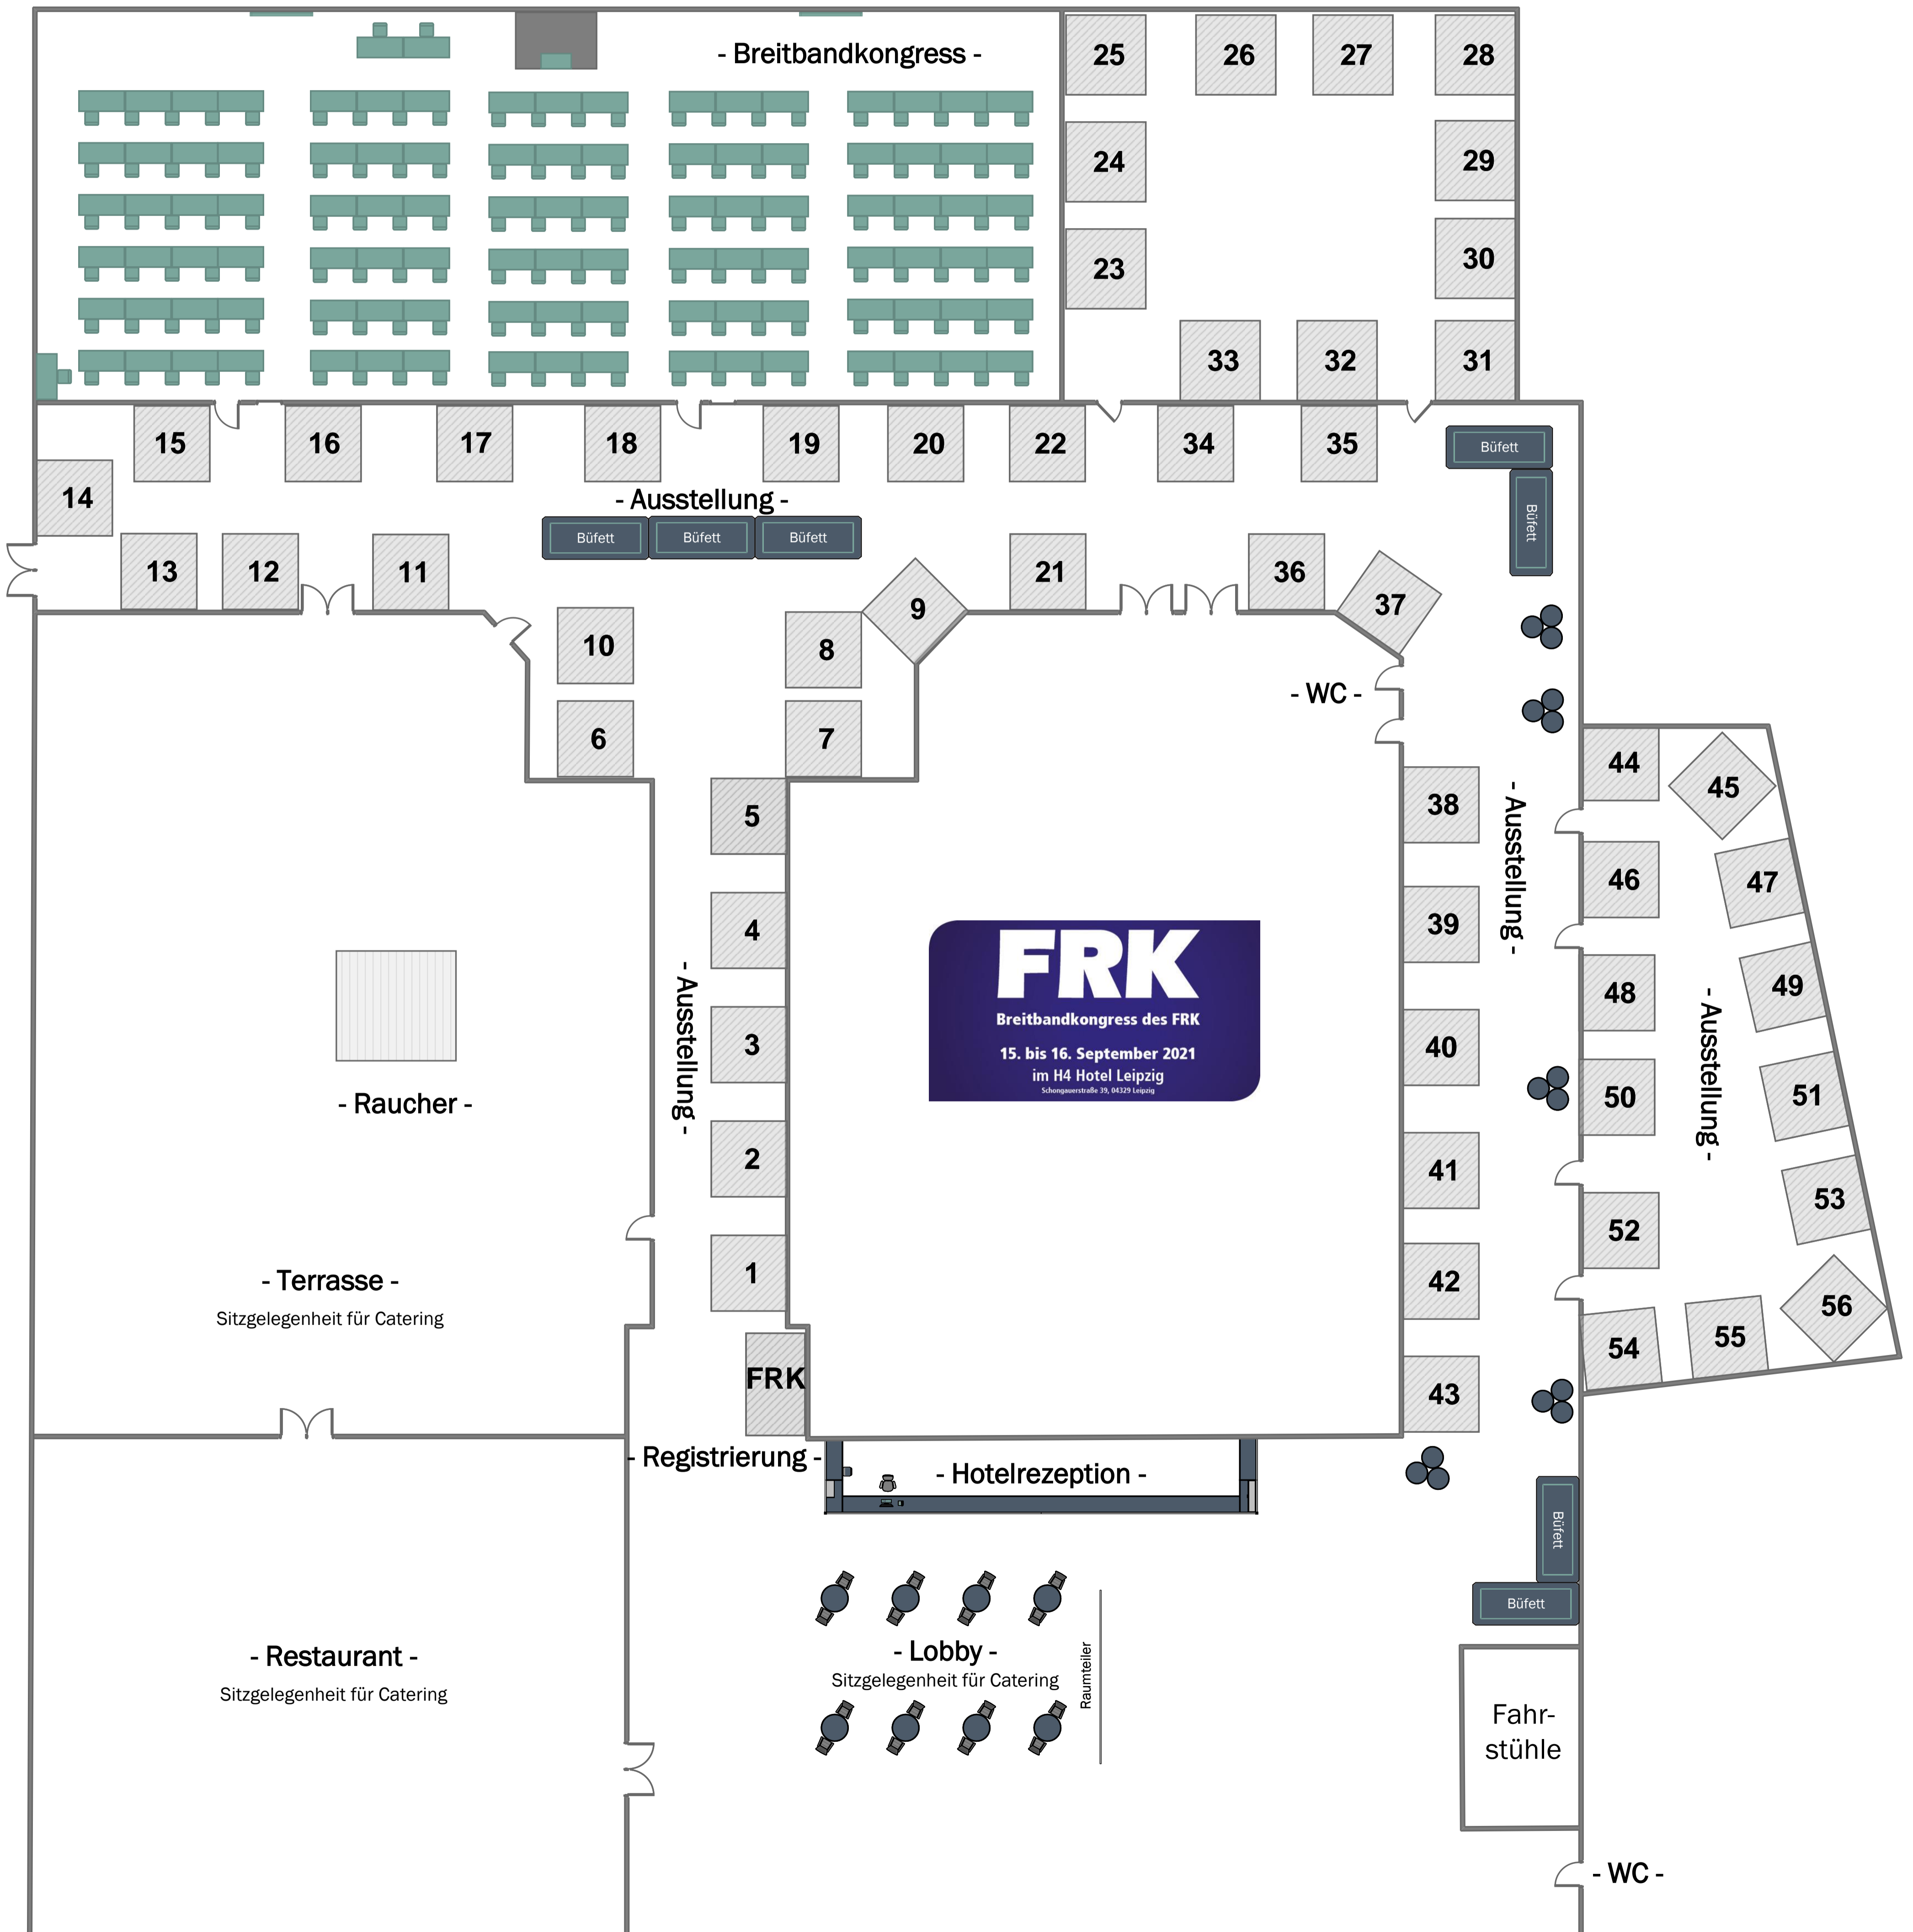 - Breitbandkongress -
25
26
27
28
24
29
23
30
33
32
31
15
16
17
18
19
20
22
34
35
Büfett
14
- Ausstellung -
Büfett
Büfett
Büfett
Büfett
13
12
11
21
36
37
9
10
8
- WC -
6
7
44
45
5
38
46
47
4
39
- Ausstellung -
FRK
Breitbandkongress des FRK
15. bis 16. September 2021
im H4 Hotel Leipzig
Schongauerstraße 39, 04329 Leipzig
48
49
3
40
- Ausstellung -
- Ausstellung -
50
51
- Raucher -
2
41
53
52
1
42
- Terrasse -
Sitzgelegenheit für Catering
56
55
54
FRK
43
- Registrierung -
- Hotelrezeption -
Büfett
Büfett
- Restaurant -
Sitzgelegenheit für Catering
- Lobby -
Sitzgelegenheit für Catering
Raumteiler
Fahr-
stühle
- WC -